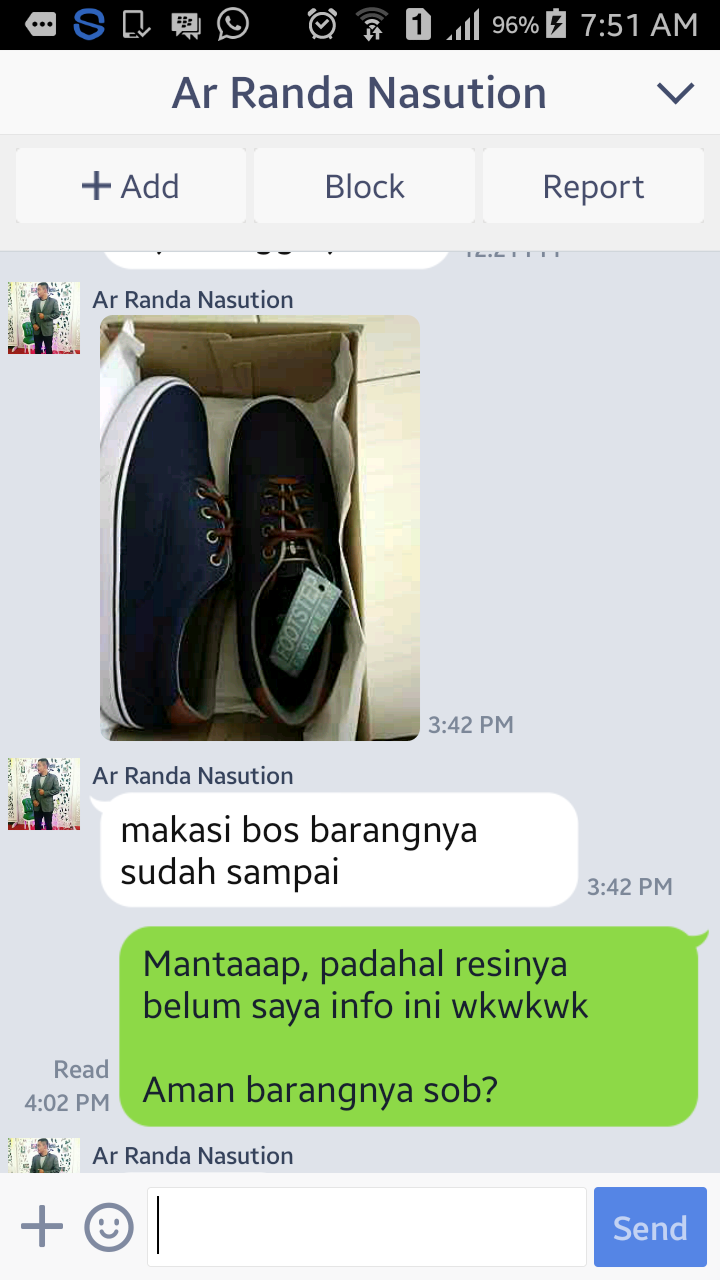 1
96%
7:51 AM
Ar Randa Nasution
+ Add
Block
Report
Ar Randa Nasution
FOOTSTEP
FOOTWEAR
3:42 PM
Ar Randa Nasution
makasi bos barangnya
sudah sampai
3:42 PM
Mantaaap, padahal resinya
belum saya info ini wkwkwk
Aman barangnya sob?
Read
4:02 PM
Ar Randa Nasution
Send